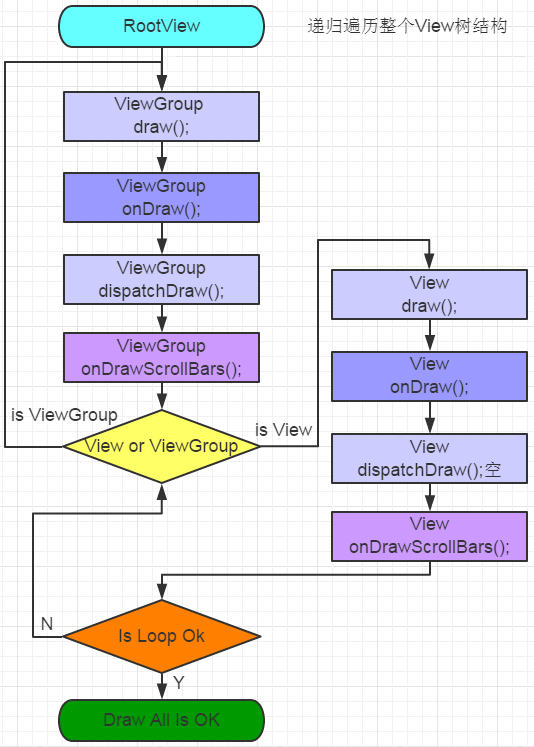 RootView
递归遍历整个View树结构
ViewGroup
draw();
ViewGroup
onDraw();
ViewGroup
dispatchDraw();
ViewGroup
onDrawScrollBars();
is ViewGroup
View or ViewGroup
is View
View
draw();
View
onDraw();
View
dispatchDraw();空
View
onDrawScrollBars();
N
Is Loop Ok
Y
Draw All Is OK